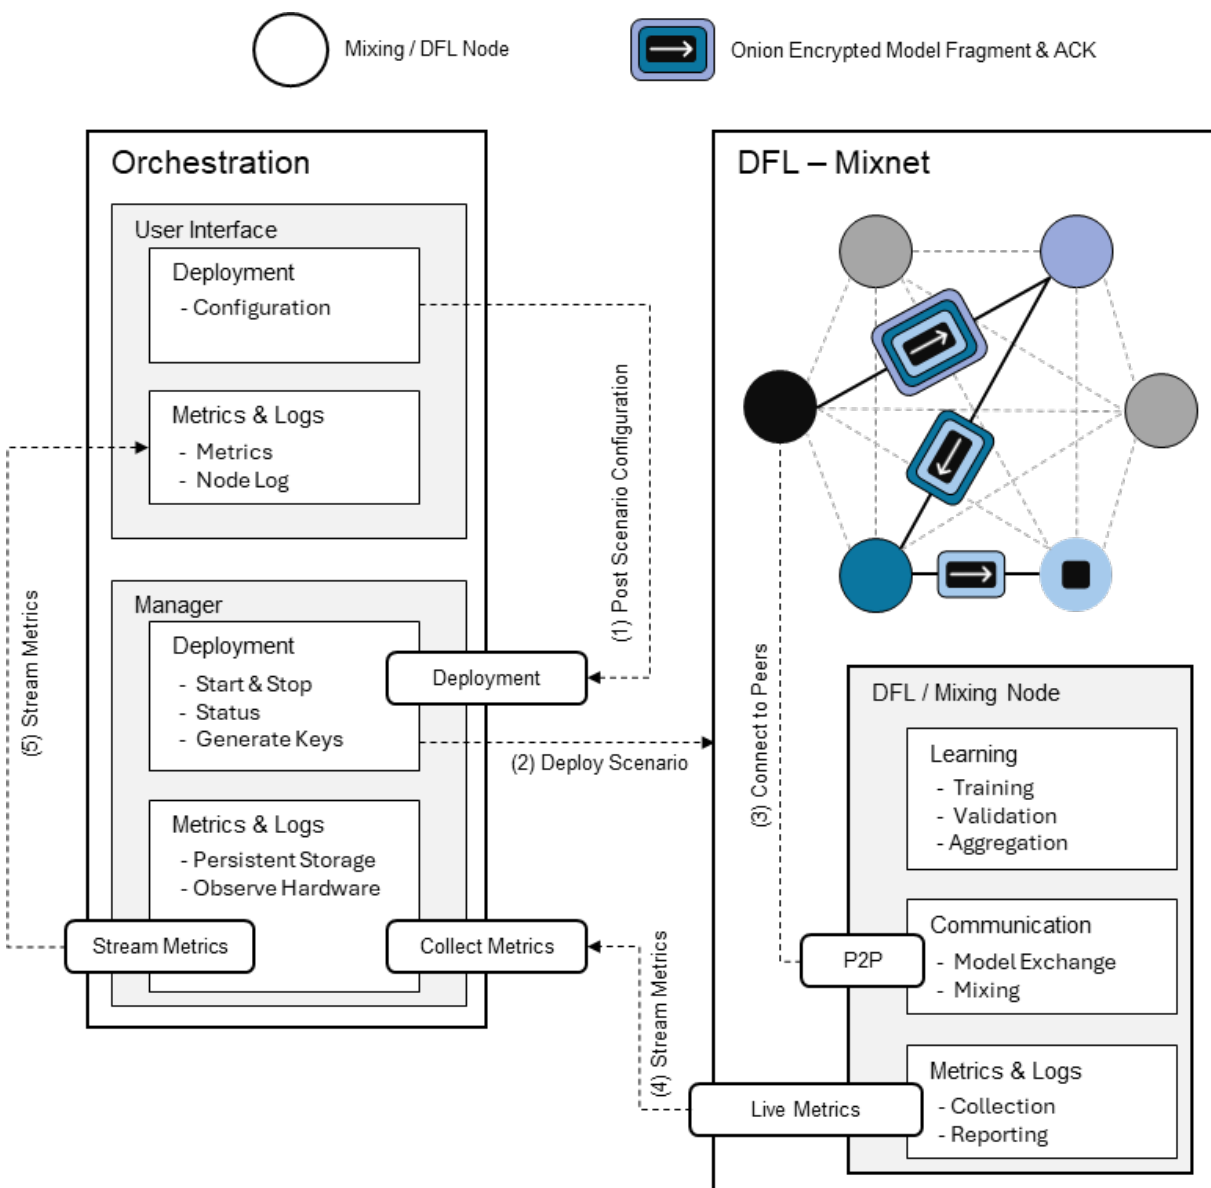 Mixing / DFL Node
Onion Encrypted Model Fragment & ACK
Orchestration
User Interface
Deployment
- Configuration
Metrics & Logs
- Metrics
- Node Log
Manager
Deployment
- Start & Stop
- Status
- Generate Keys
Deployment
Metrics & Logs
- Persistent Storage
- Observe Hardware
Stream Metrics
Collect Metrics
(1) Post Scenario Configuration
(2) Deploy Scenario
(3) Connect to Peers
(4) Stream Metrics
(5) Stream Metrics
DFL – Mixnet
DFL / Mixing Node
Learning
- Training
- Validation
- Aggregation
Communication
- Model Exchange
- Mixing
P2P
Metrics & Logs
- Collection
- Reporting
Live Metrics